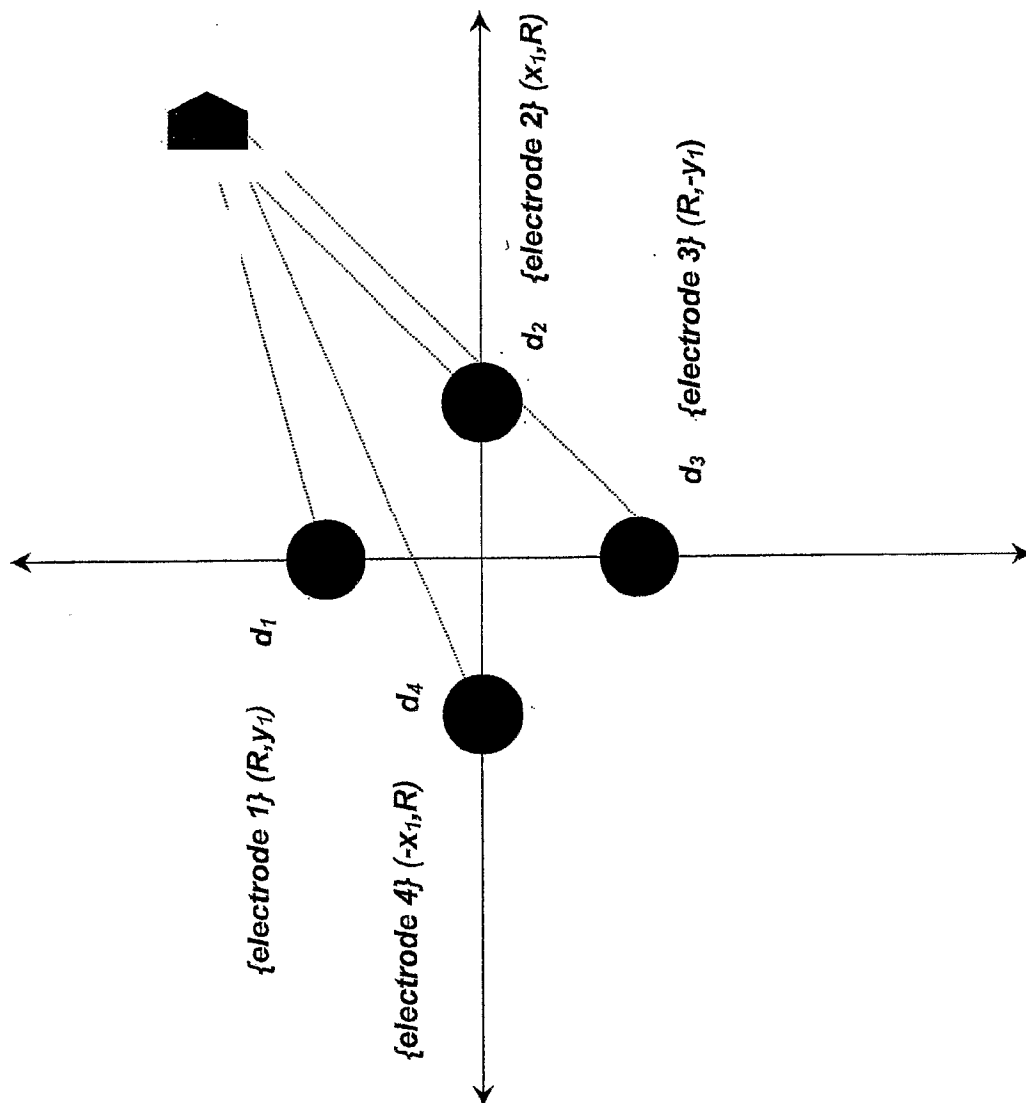 d₁ {electrode 1} (R,y₁)
d₄ {electrode 4} (-x₁,R)
d₂ {electrode 2} (x₁,R)
d₃ {electrode 3} (R,-y₁)